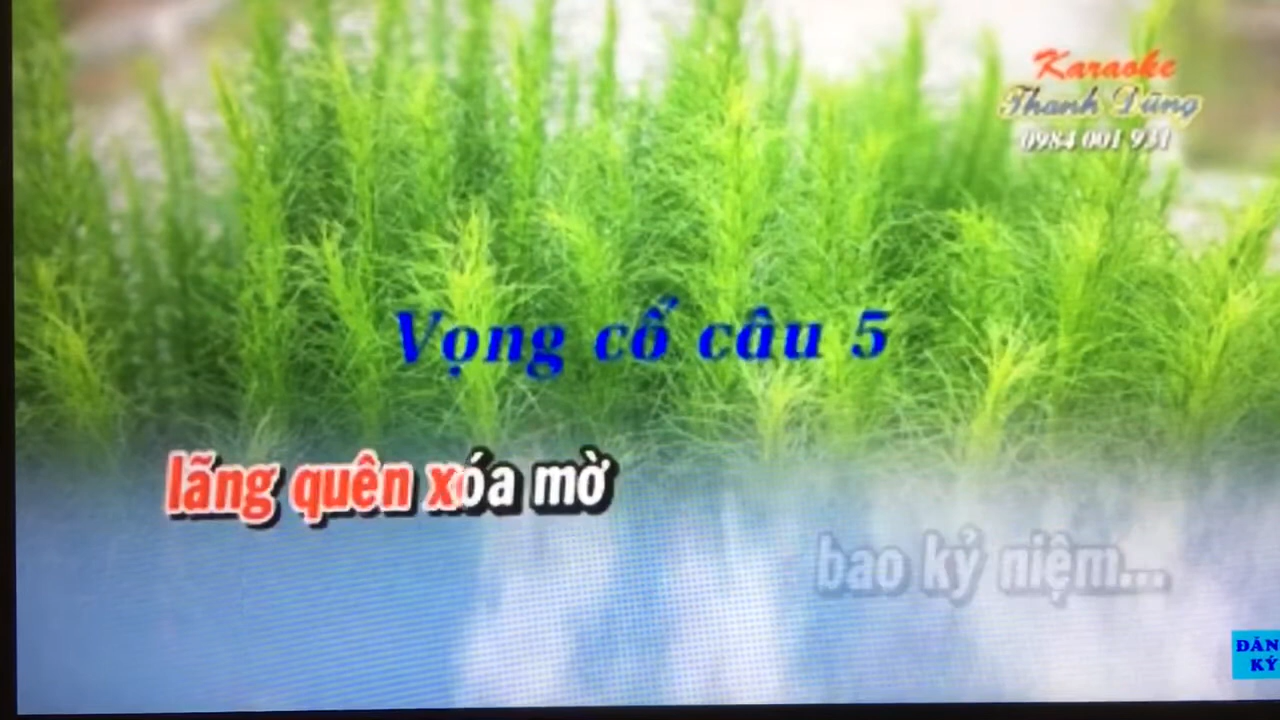 Karaoke
Thanh Dũng
0984 001 931
Vọng cổ câu 5
lãng quên xóa mờ
bao kỷ niệm...
ĐĂN
KÝ